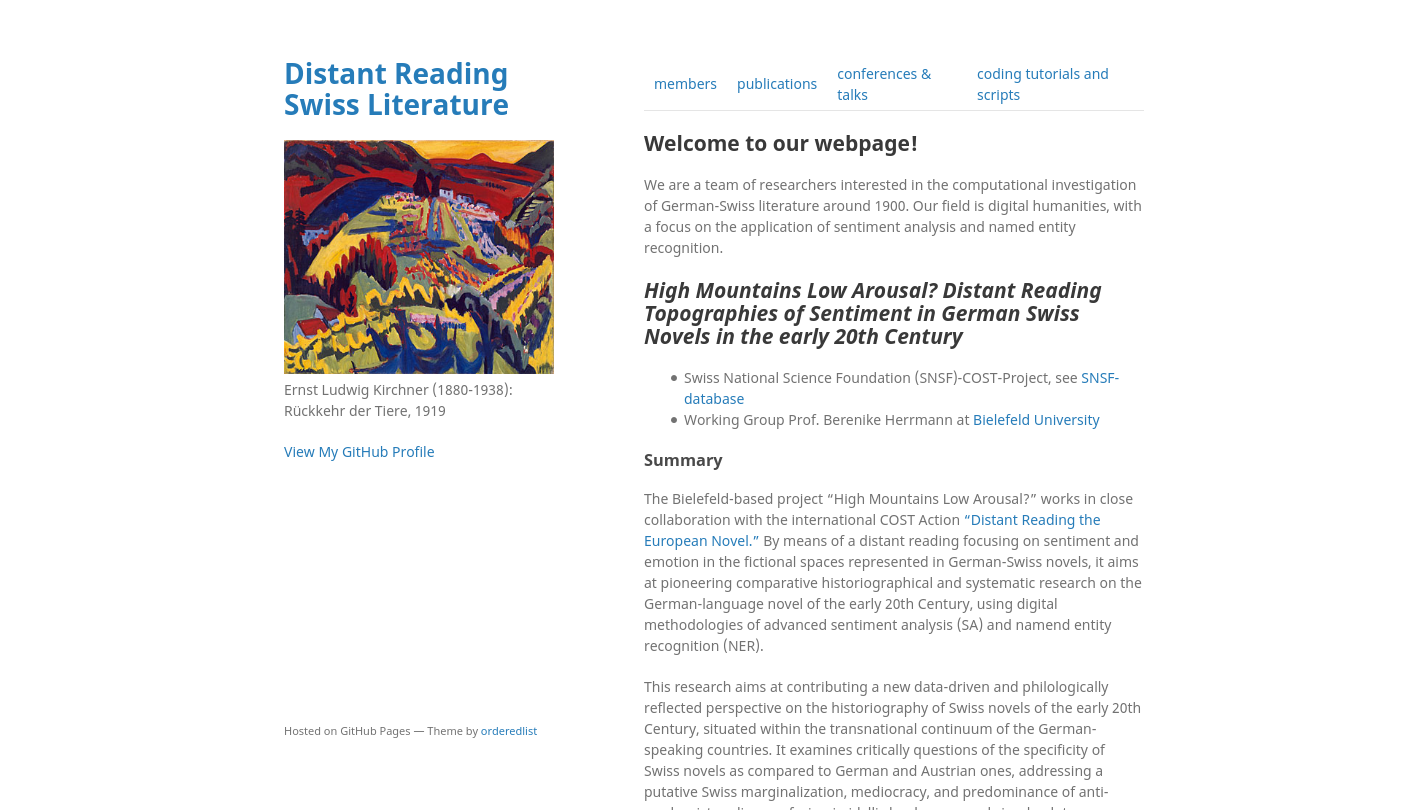 Distant Reading
Swiss Literature
Ernst Ludwig Kirchner (1880-1938):
Rückkehr der Tiere, 1919
View My GitHub Profile
Hosted on GitHub Pages — Theme by orderedlist
members
publications
conferences &
talks
coding tutorials and
scripts
Welcome to our webpage!
We are a team of researchers interested in the computational investigation
of German-Swiss literature around 1900. Our field is digital humanities, with
a focus on the application of sentiment analysis and named entity
recognition.
High Mountains Low Arousal? Distant Reading
Topographies of Sentiment in German Swiss
Novels in the early 20th Century
Swiss National Science Foundation (SNSF)-COST-Project, see SNSF-
database
Working Group Prof. Berenike Herrmann at Bielefeld University
Summary
The Bielefeld-based project “High Mountains Low Arousal?” works in close
collaboration with the international COST Action “Distant Reading the
European Novel.” By means of a distant reading focusing on sentiment and
emotion in the fictional spaces represented in German-Swiss novels, it aims
at pioneering comparative historiographical and systematic research on the
German-language novel of the early 20th Century, using digital
methodologies of advanced sentiment analysis (SA) and namend entity
recognition (NER).
This research aims at contributing a new data-driven and philologically
reflected perspective on the historiography of Swiss novels of the early 20th
Century, situated within the transnational continuum of the German-
speaking countries. It examines critically questions of the specificity of
Swiss novels as compared to German and Austrian ones, addressing a
putative Swiss marginalization, mediocrity, and predominance of anti-